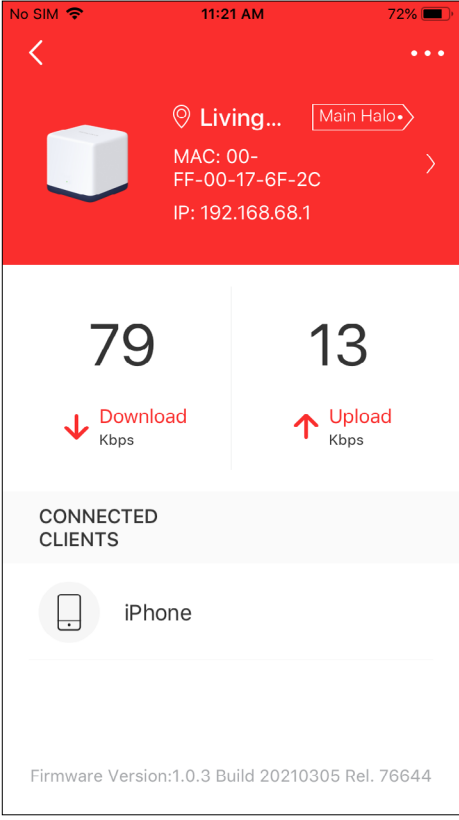 No SIM 11:21 AM 72%
Living... Main Halo
MAC: 00-
FF-00-17-6F-2C
IP: 192.168.68.1
79 13
Download Upload
Kbps Kbps
CONNECTED
CLIENTS
iPhone
Firmware Version:1.0.3 Build 20210305 Rel. 76644